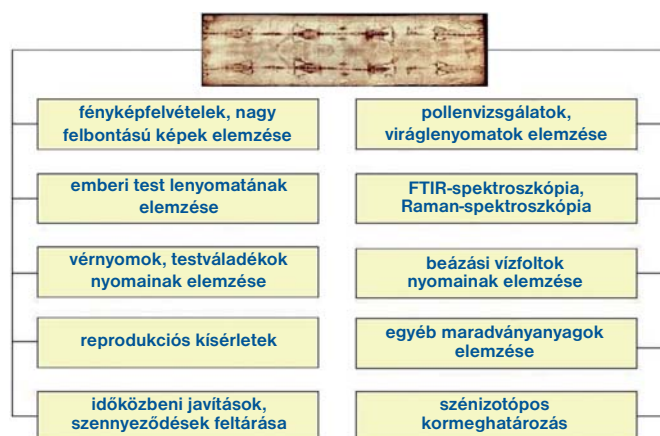 fényképfelvételek, nagy
felbontású képek elemzése
emberi test lenyomatának
elemzése
vérnyomok, testváladékok
nyomainak elemzése
reprodukciós kísérletek
időközbeni javítások,
szennyeződések feltárása
pollenvizsgálatok,
viráglenyomatok elemzése
FTIR-spektroszkópia,
Raman-spektroszkópia
beázási vízfoltok
nyomainak elemzése
egyéb maradványanyagok
elemzése
szénizotópos
kormeghatározás